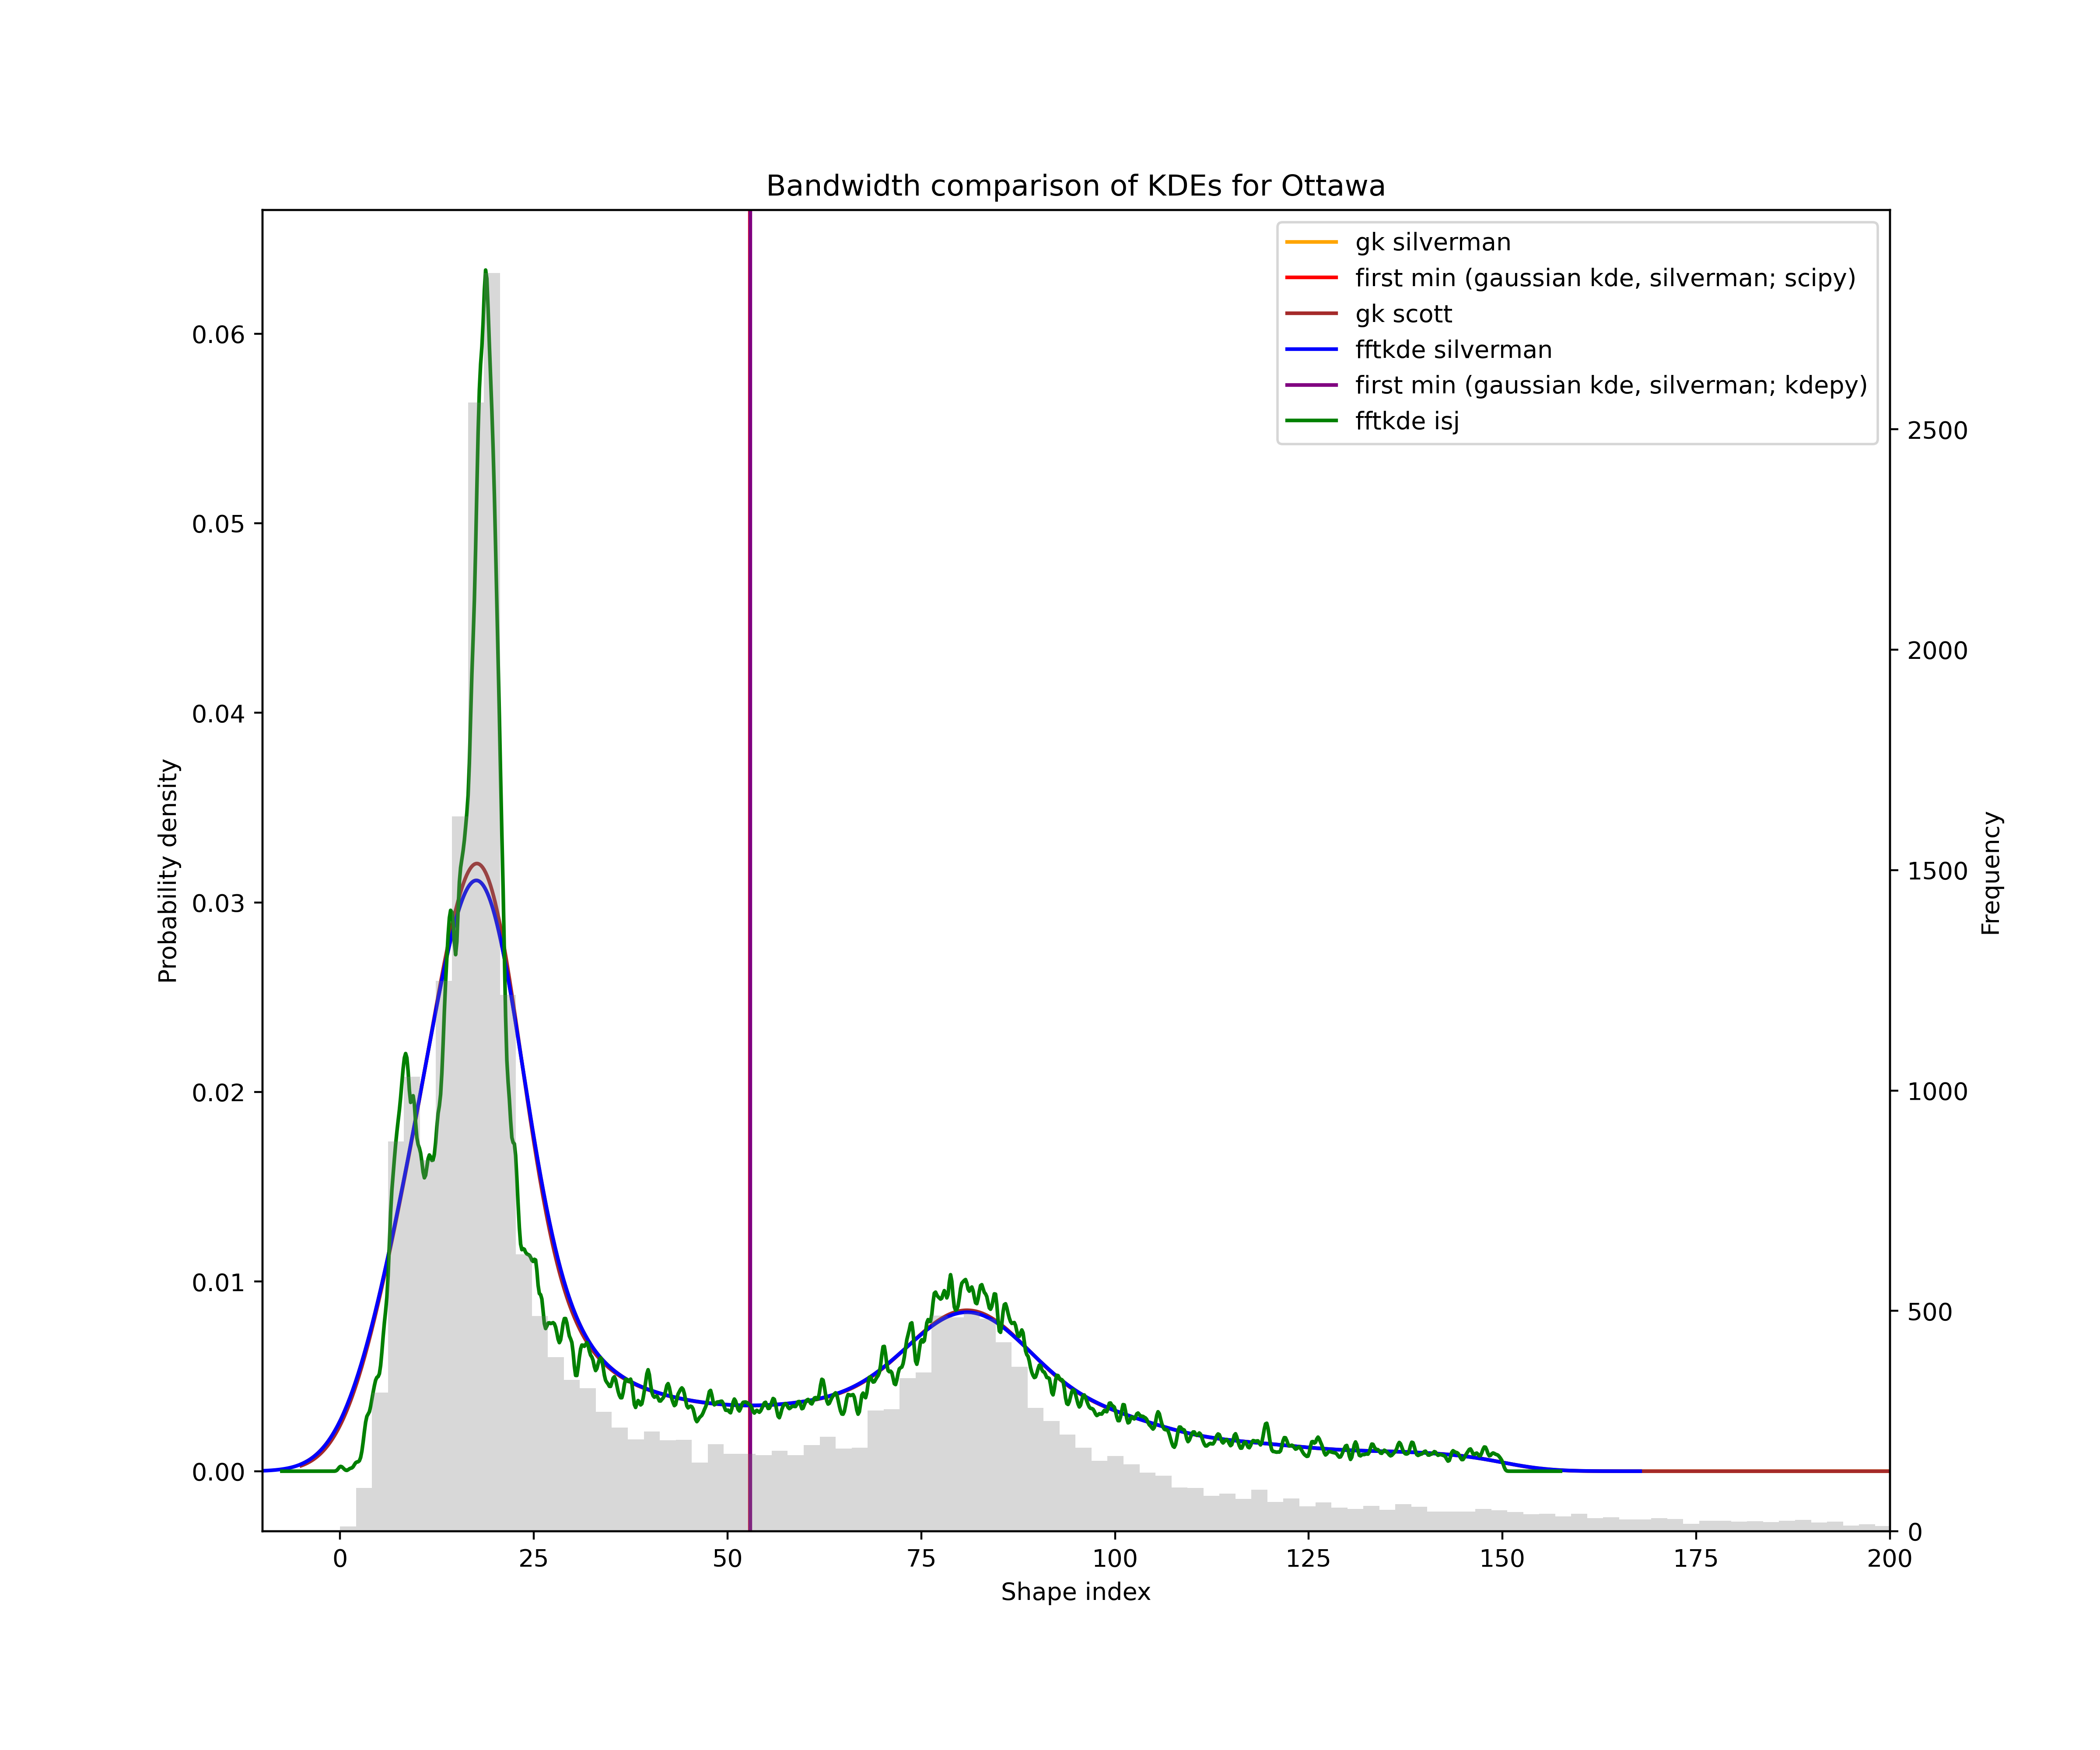 Bandwidth comparison of KDEs for Ottawa
gk silverman
first min (gaussian kde, silverman; scipy)
gk scott
fftkde silverman
first min (gaussian kde, silverman; kdepy)
fftkde isj
0.06
0.05
0.04
0.03
0.02
0.01
0.00
Probability density
2500
2000
1500
1000
500
0
Frequency
0 25 50 75 100 125 150 175 200
Shape index